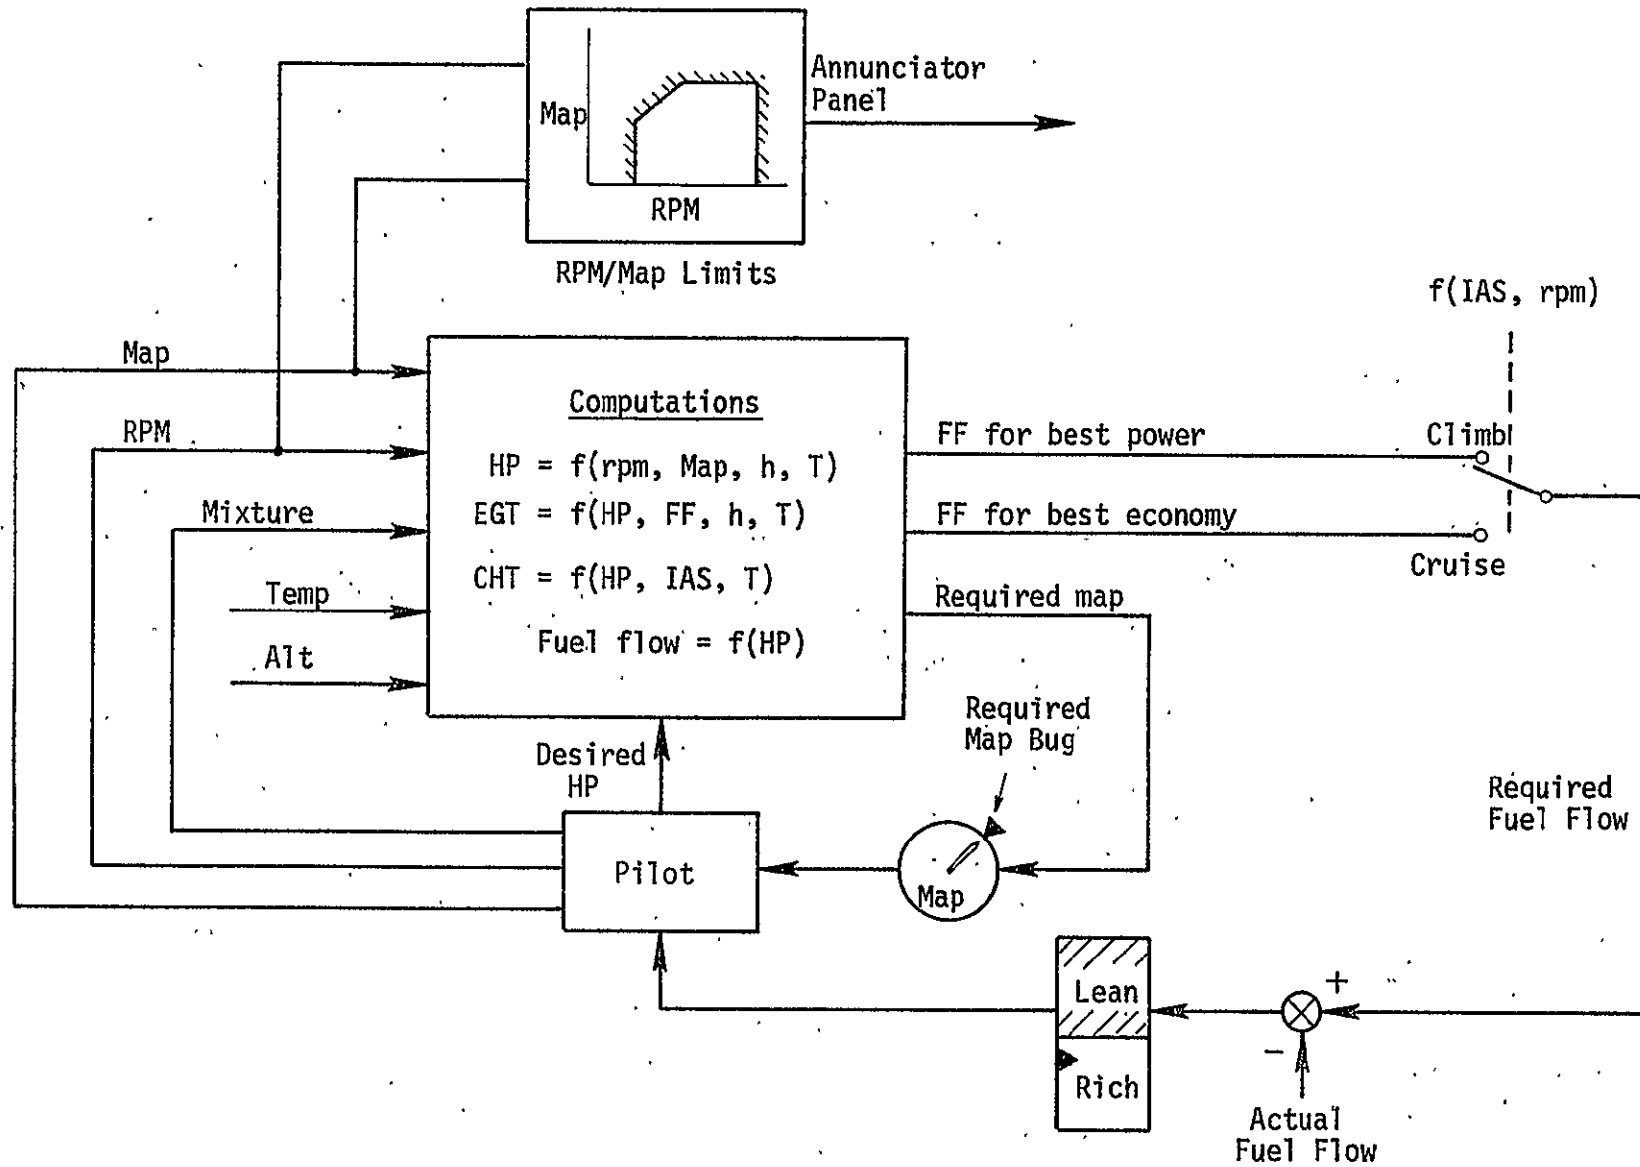 Annunciator
Panel
Map
RPM
RPM/Map Limits
f(IAS, rpm)
Map
Computations
RPM
FF for best power
Climb
HP = f(rpm, Map, h, T)
Mixture
EGT = f(HP, FF, h, T)
FF for best economy
Cruise
CHT = f(HP, IAS, T)
Temp
Required map
Fuel flow = f(HP)
Alt
Required
Map Bug
Desired
HP
Required
Fuel Flow
Pilot
Map
Lean
+
−
Rich
Actual
Fuel Flow